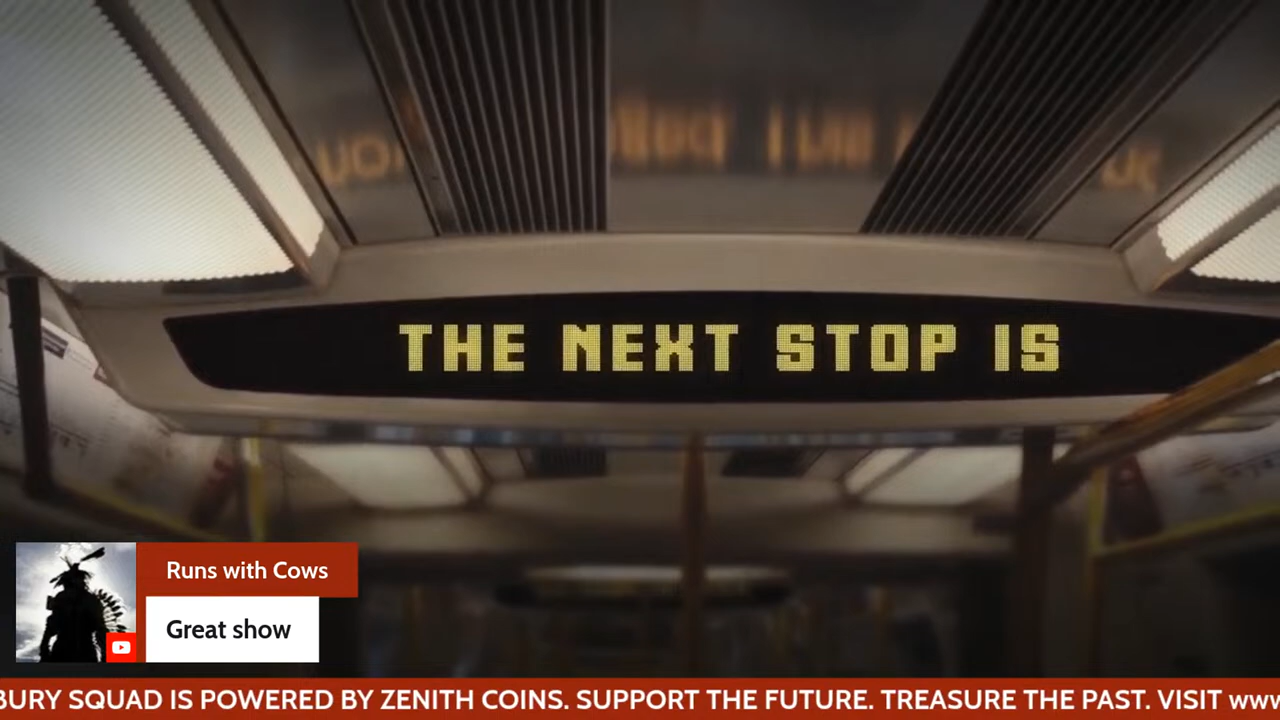 THE NEXT STOP IS
Runs with Cows
Great show
BURY SQUAD IS POWERED BY ZENITH COINS. SUPPORT THE FUTURE. TREASURE THE PAST. VISIT www